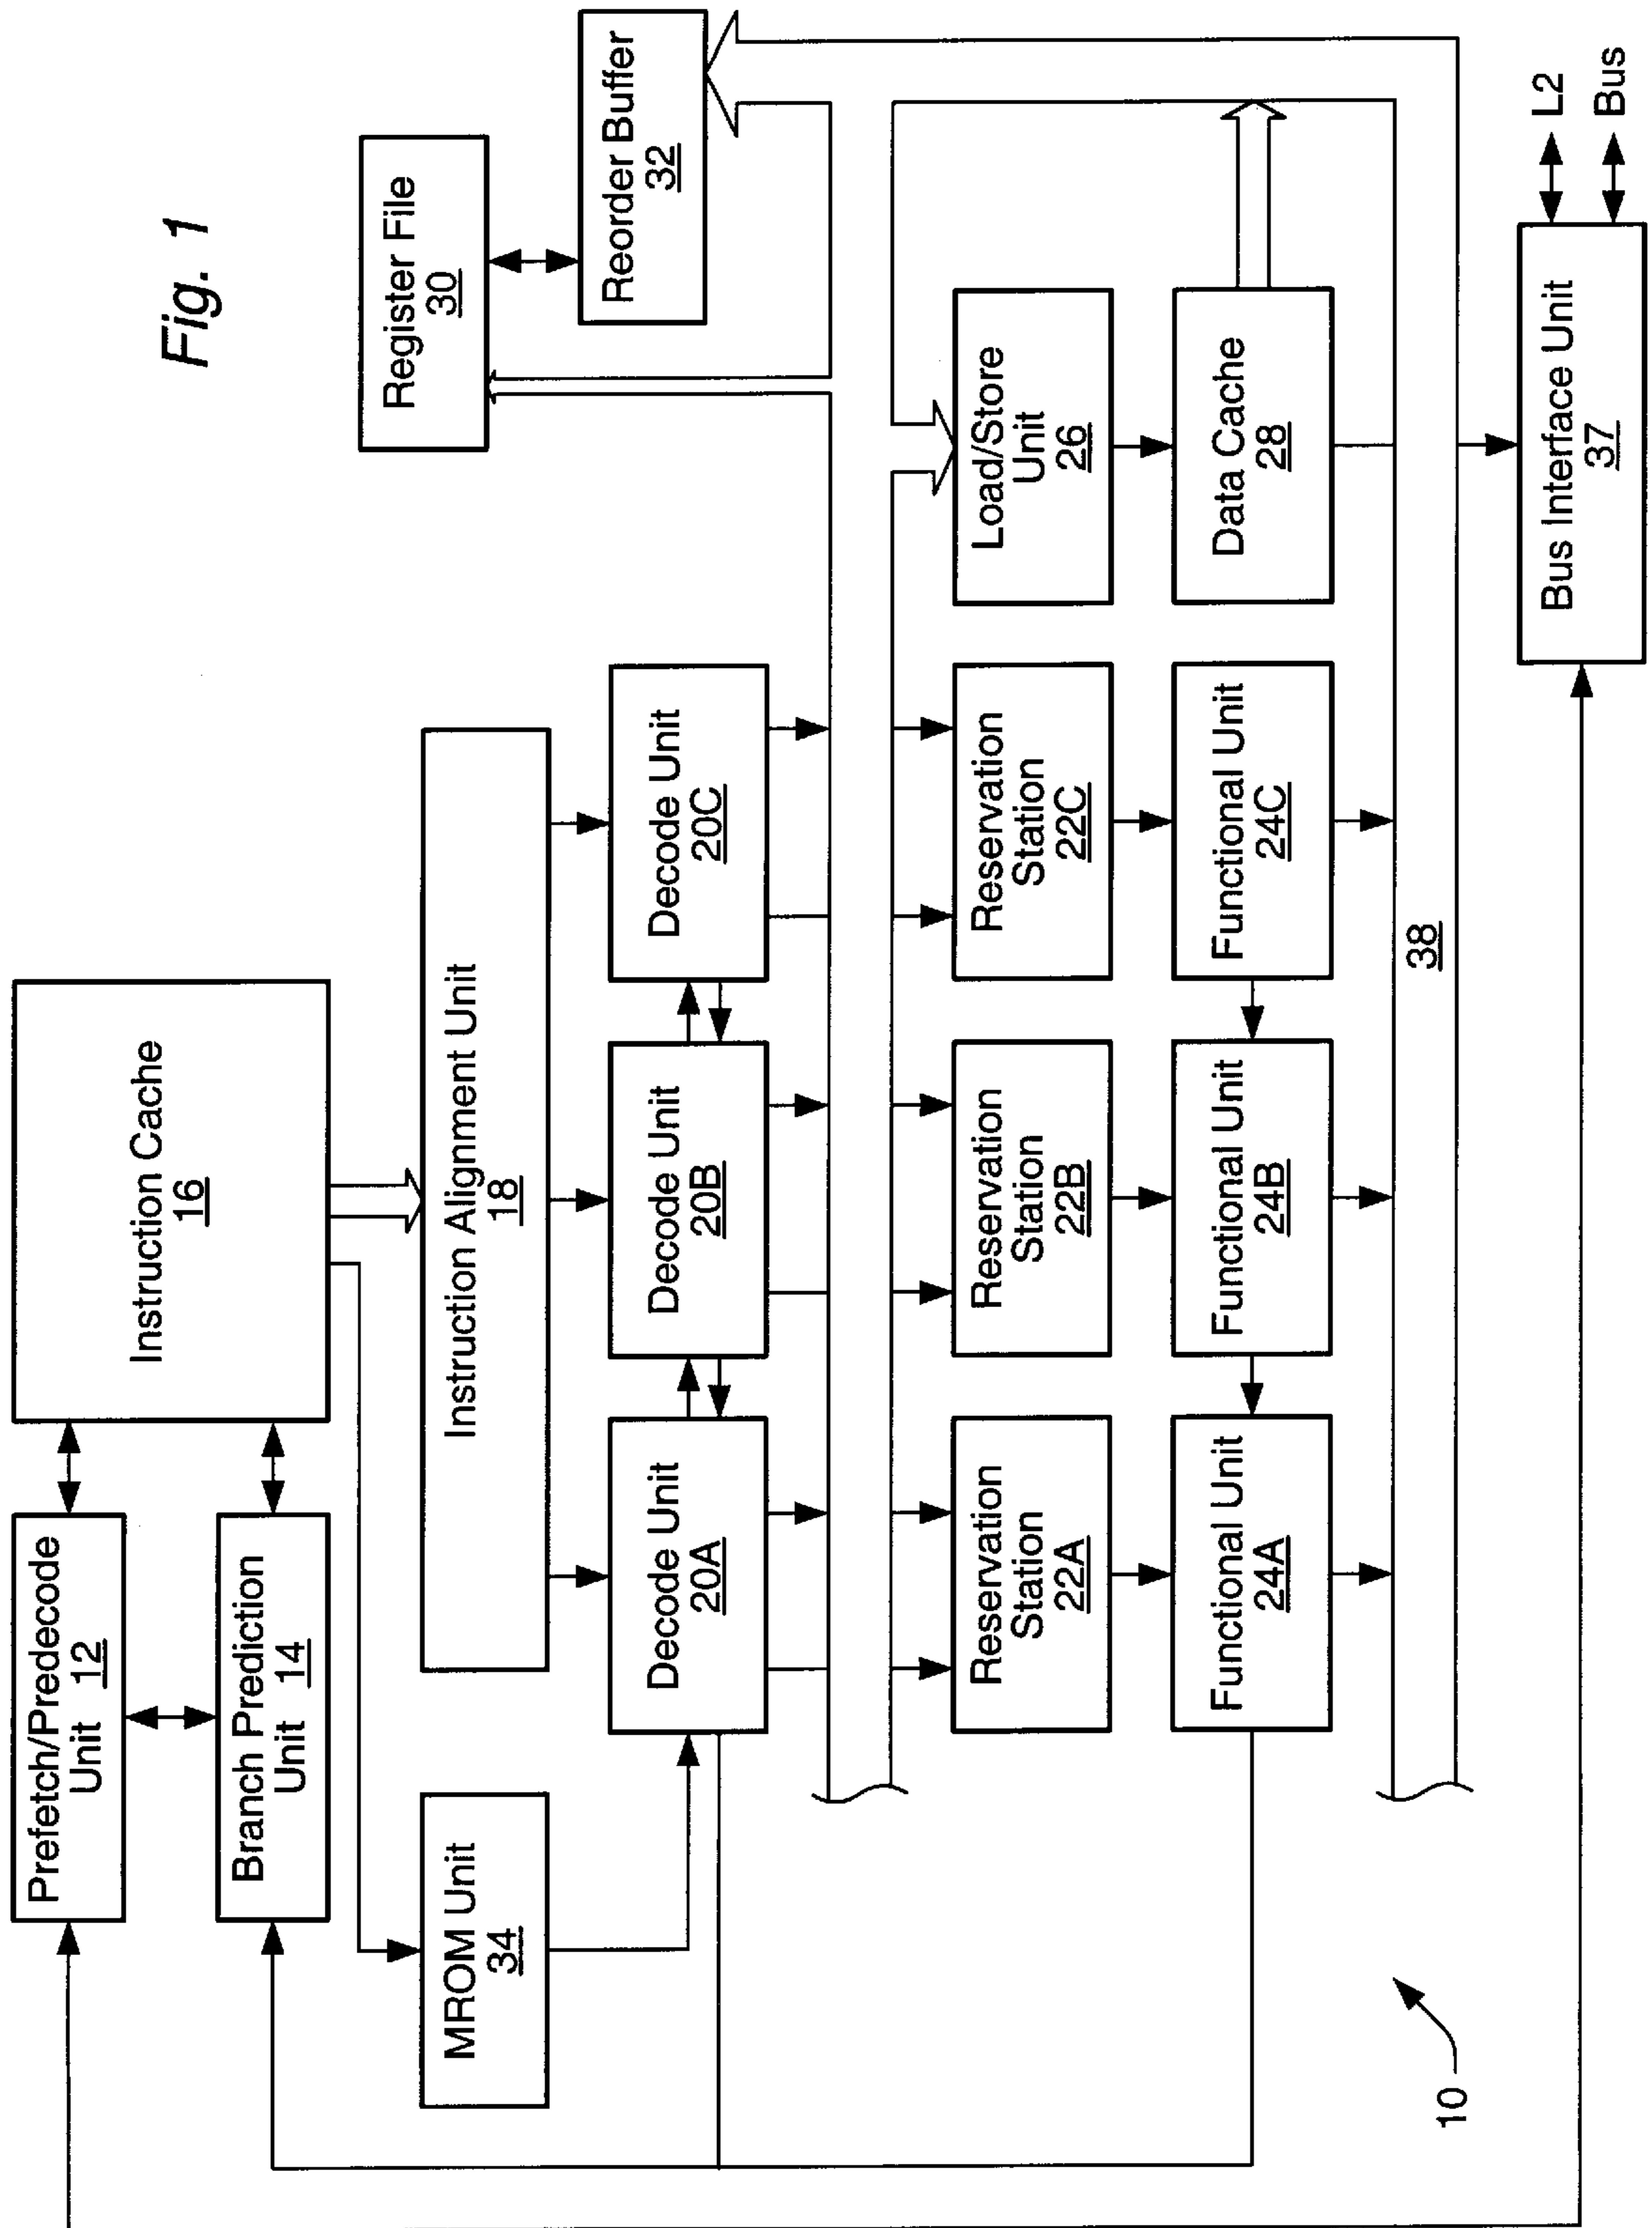 Fig. 1
Prefetch/Predecode
Unit 12
Branch Prediction
Unit 14
Instruction Cache
16
Register File
30
Reorder Buffer
32
MROM Unit
34
Instruction Alignment Unit
18
Decode Unit
20A
Decode Unit
20B
Decode Unit
20C
Reservation
Station
22A
Reservation
Station
22B
Reservation
Station
22C
Load/Store
Unit
26
Functional Unit
24A
Functional Unit
24B
Functional Unit
24C
Data Cache
28
38
10
Bus Interface Unit
37
L2
Bus